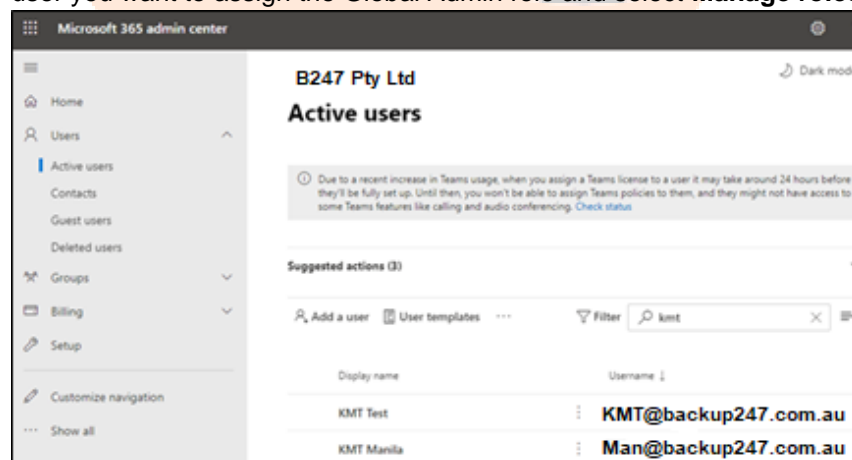 user you want to assign the Global Admin role and select Manage roles
Microsoft 365 admin center
B247 Pty Ltd
Dark mode
Home
Active users
Users
Active users
Due to a recent increase in Teams usage, when you assign a Teams license to a user it may take around 24 hours before
Contacts
they'll be fully set up. Until then, you won't be able to assign Teams policies to them, and they might not have access to
some Teams features like calling and audio conferencing. Check status
Guest users
Deleted users
Suggested actions (3)
Groups
Billing
Add a user User templates ... Filter kmt
Setup
Display name Username ↓
Customize navigation
KMT Test KMT@backup247.com.au
... Show all
KMT Manila Man@backup247.com.au